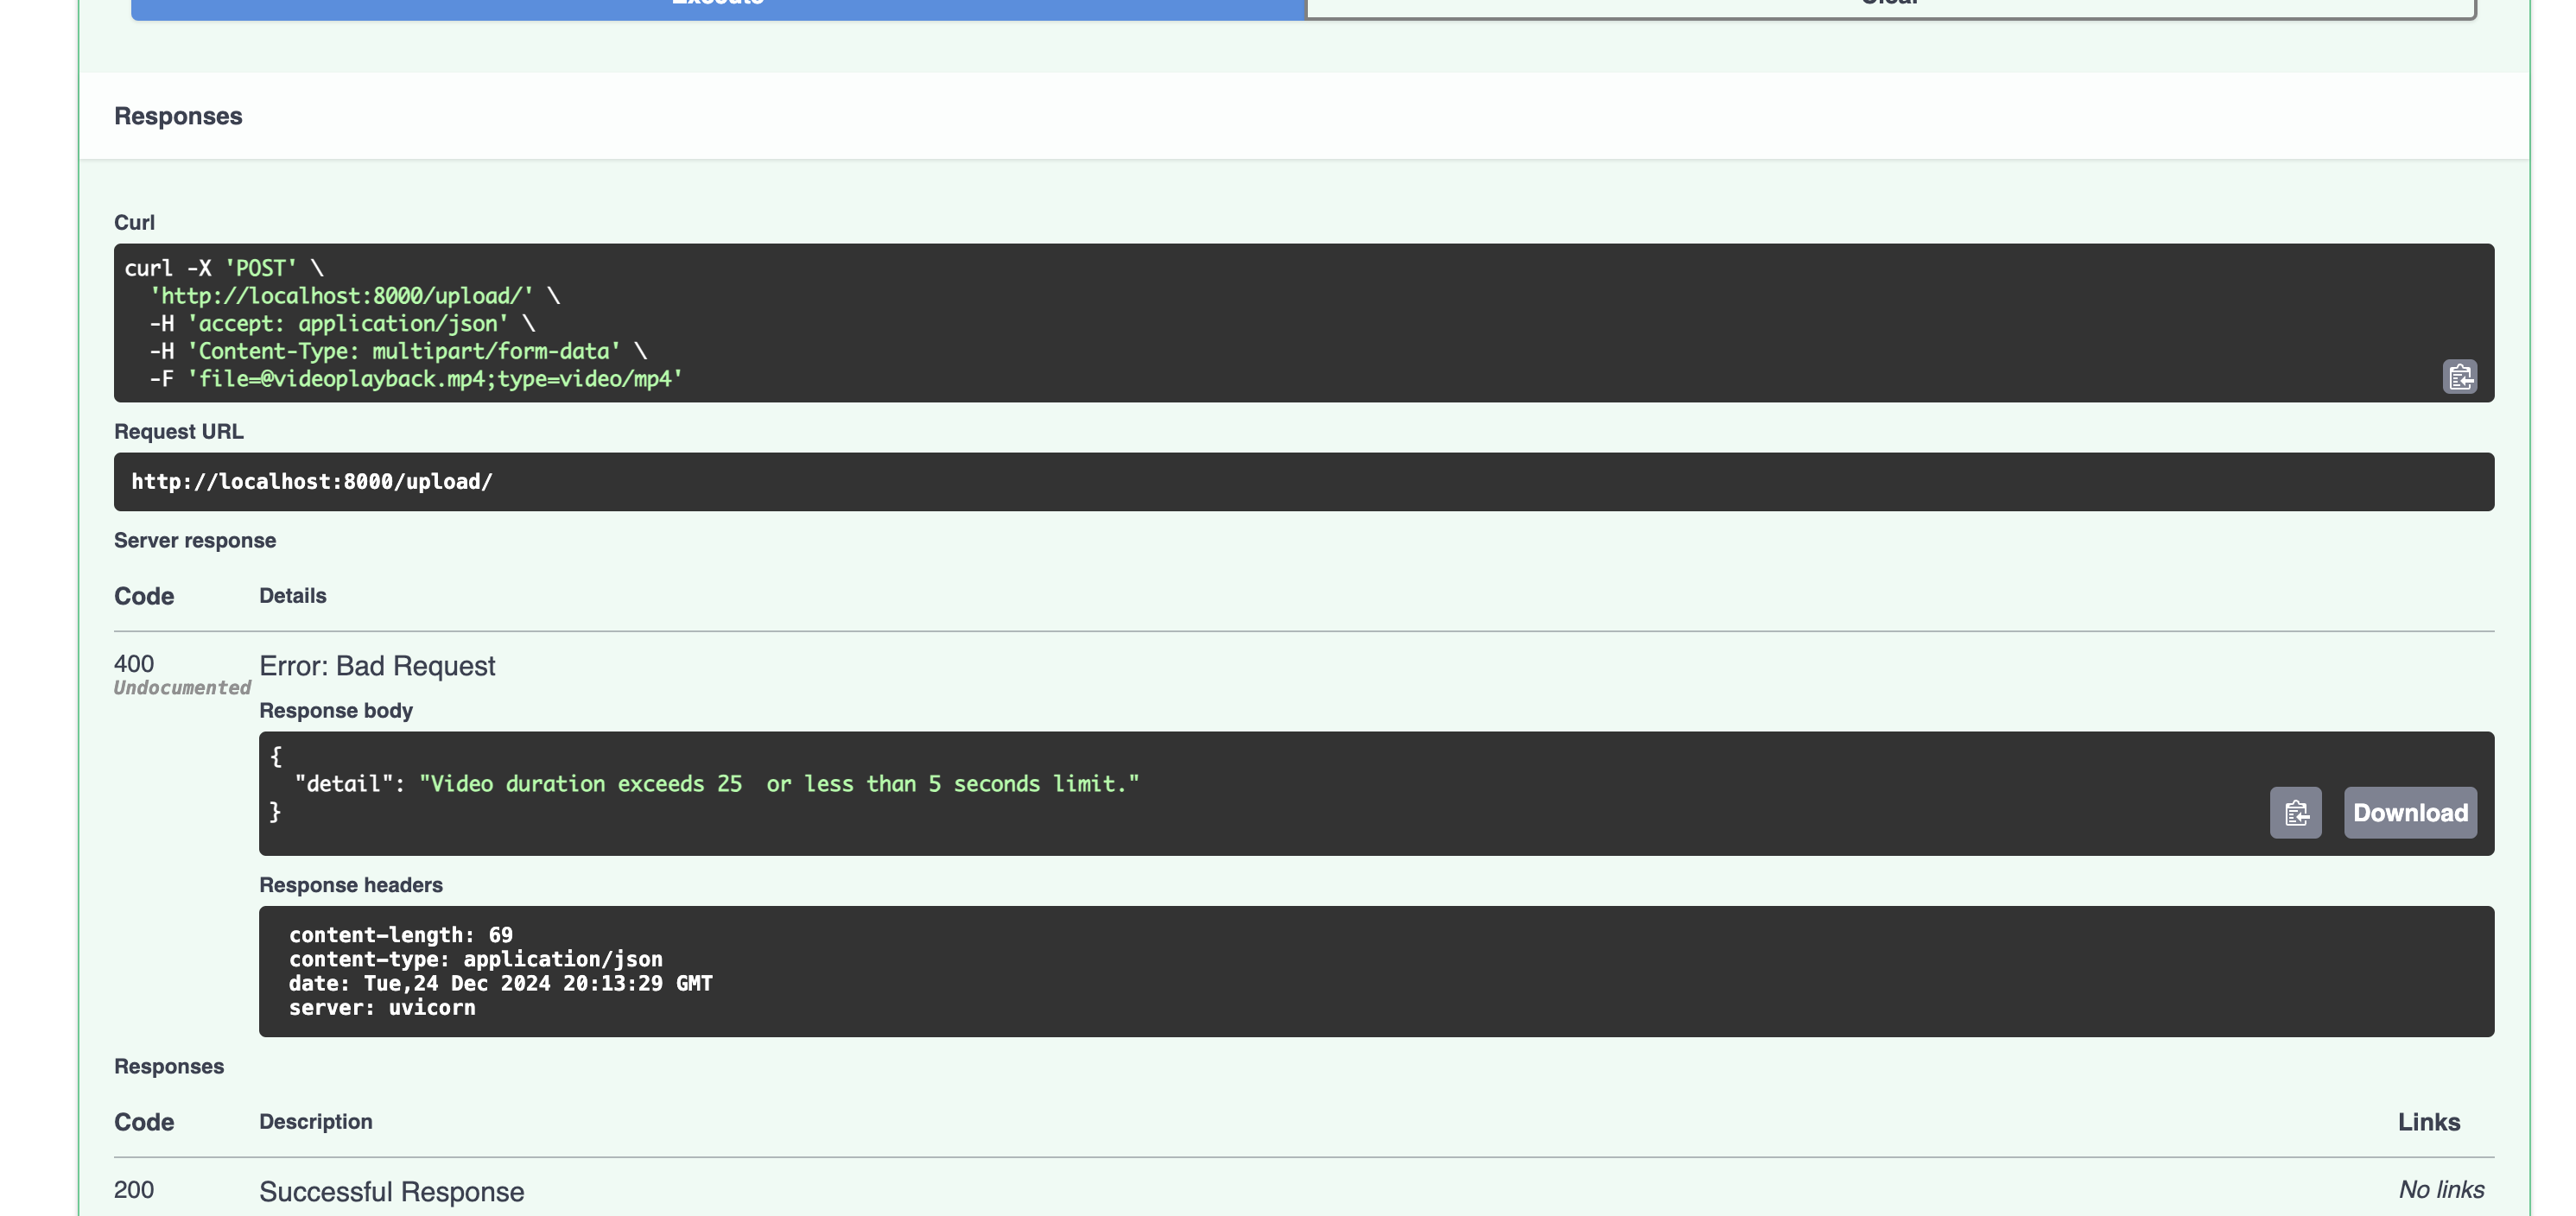 Execute
Clear
Responses
Curl
curl -X 'POST' \
  'http://localhost:8000/upload/' \
  -H 'accept: application/json' \
  -H 'Content-Type: multipart/form-data' \
  -F 'file=@videoplayback.mp4;type=video/mp4'
Request URL
http://localhost:8000/upload/
Server response
Code Details
400 Error: Bad Request
Undocumented
Response body
{
  "detail": "Video duration exceeds 25  or less than 5 seconds limit."
}
Download
Response headers
content-length: 69
content-type: application/json
date: Tue,24 Dec 2024 20:13:29 GMT
server: uvicorn
Responses
Code Description Links
200 Successful Response No links